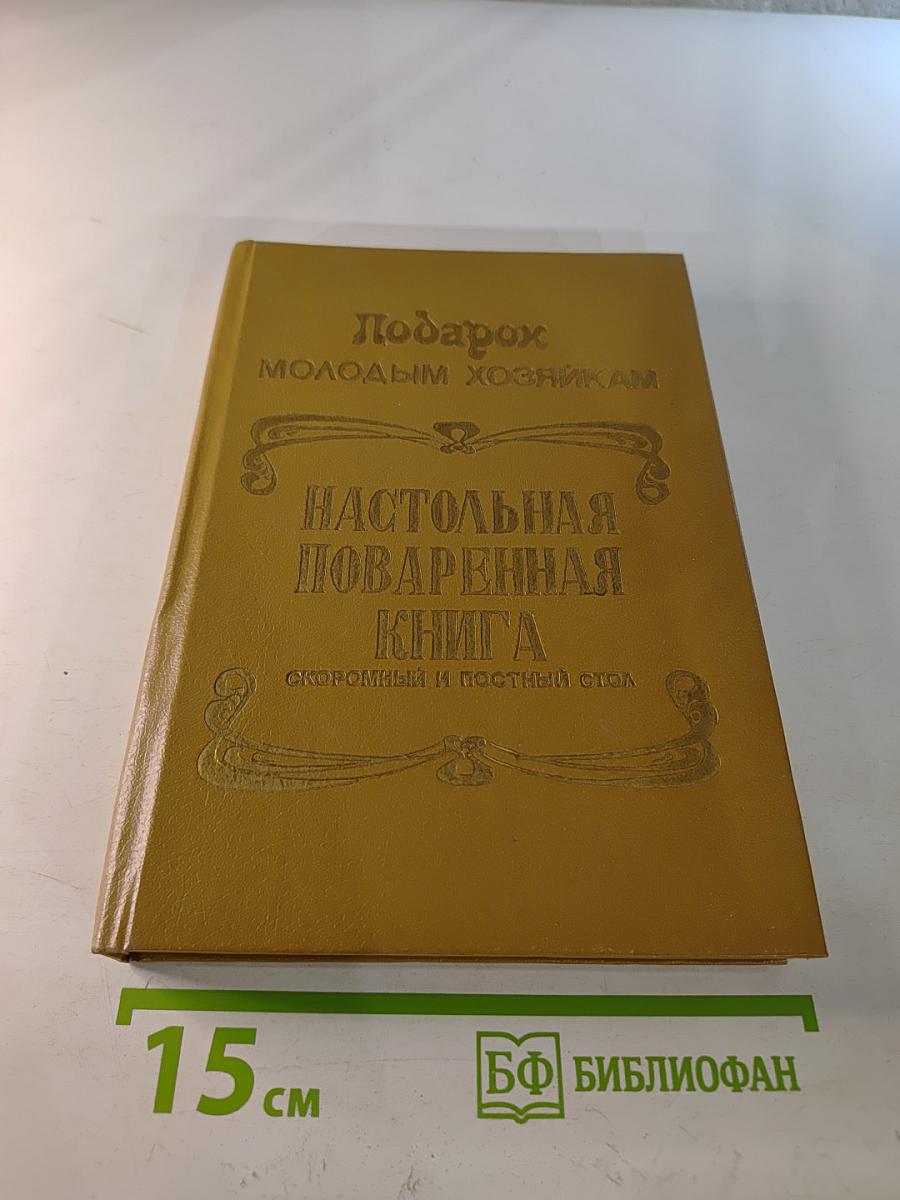 Подарок
МОЛОДЫМ ХОЗЯЙКАМ
НАСТОЛЬНАЯ
ПОВАРЕННАЯ
КНИГА
СКОРОМНЫЙ И ПОСТНЫЙ СТОЛ
15 см
БФ БИБЛИОФАН